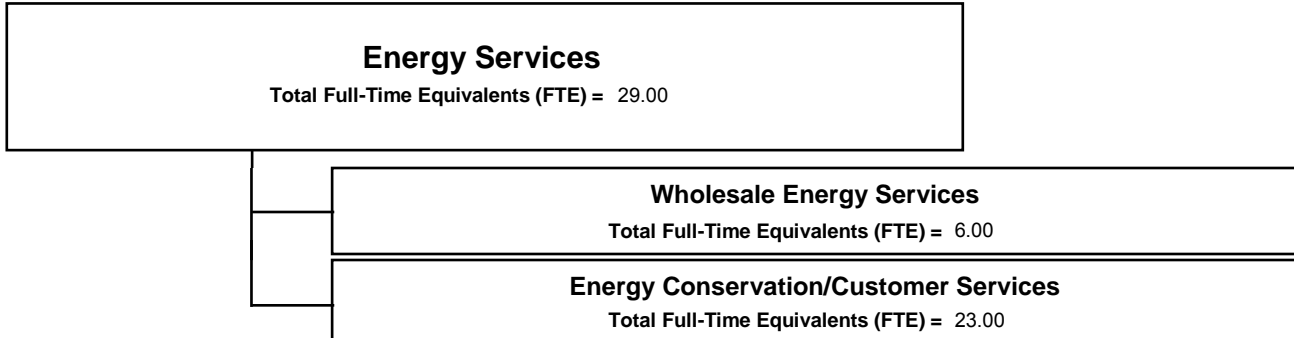 Energy Services
Total Full-Time Equivalents (FTE) = 29.00
Wholesale Energy Services
Total Full-Time Equivalents (FTE) = 6.00
Energy Conservation/Customer Services
Total Full-Time Equivalents (FTE) = 23.00